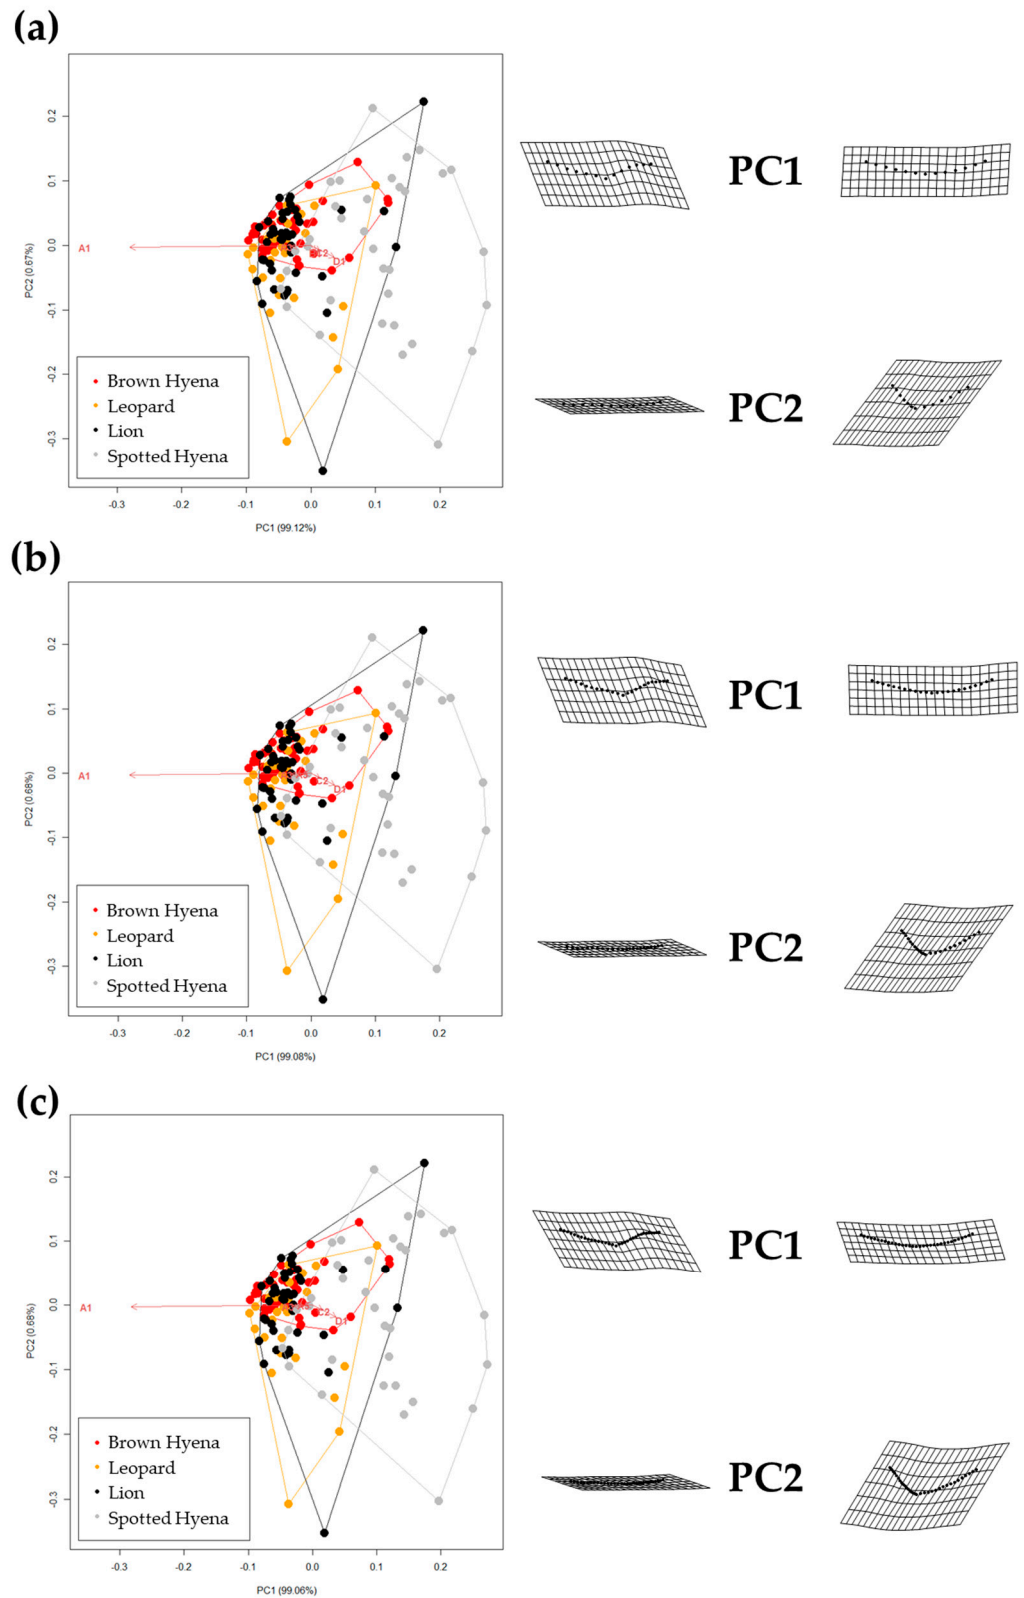 (a)
0.2
0.1
0.0
-0.1
-0.2
-0.3
PC2 (0.67%)
A1
C2
D1
Brown Hyena
Leopard
Lion
Spotted Hyena
-0.3 -0.2 -0.1 0.0 0.1 0.2
PC1 (99.12%)
PC1
PC2
(b)
0.2
0.1
0.0
-0.1
-0.2
-0.3
PC2 (0.68%)
A1
C2
D1
Brown Hyena
Leopard
Lion
Spotted Hyena
-0.3 -0.2 -0.1 0.0 0.1 0.2
PC1 (99.08%)
PC1
PC2
(c)
0.2
0.1
0.0
-0.1
-0.2
-0.3
PC2 (0.68%)
A1
C2
D1
Brown Hyena
Leopard
Lion
Spotted Hyena
-0.3 -0.2 -0.1 0.0 0.1 0.2
PC1 (99.06%)
PC1
PC2